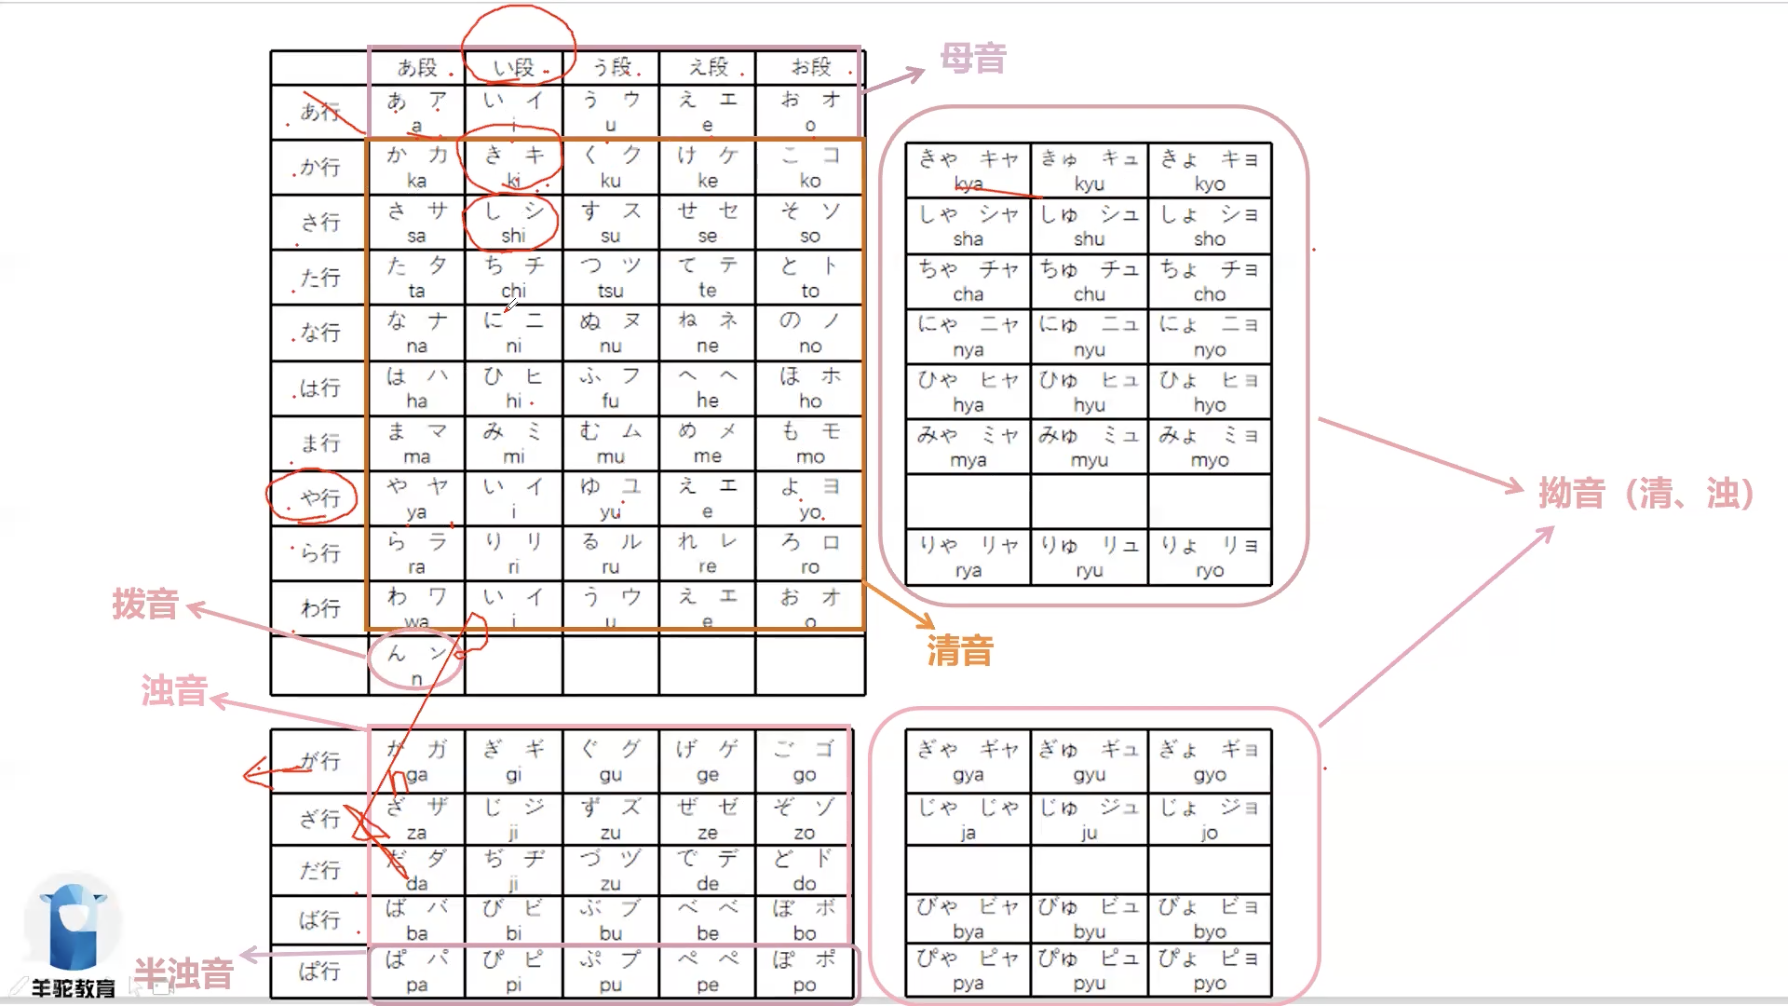 あ段 い段 う段 え段 お段 母音
あ行 あ ア い イ う ウ え エ お オ
a i u e o
か行 か カ き キ く ク け ケ こ コ
ka ki ku ke ko
さ行 さ サ し シ す ス せ セ そ ソ
sa shi su se so
た行 た タ ち チ つ ツ て テ と ト
ta chi tsu te to
な行 な ナ に ニ ぬ ヌ ね ネ の ノ
na ni nu ne no
は行 は ハ ひ ヒ ふ フ へ ヘ ほ ホ
ha hi fu he ho
ま行 ま マ み ミ む ム め メ も モ
ma mi mu me mo
や行 や ヤ い イ ゆ ユ え エ よ ヨ
ya i yu e yo
ら行 ら ラ り リ る ル れ レ ろ ロ
ra ri ru re ro
わ行 わ ワ い イ う ウ え エ お オ
wa i u e o
ん ン
n
きゃ キャ きゅ キュ きょ キョ
kya kyu kyo
しゃ シャ しゅ シュ しょ ショ
sha shu sho
ちゃ チャ ちゅ チュ ちょ チョ
cha chu cho
にゃ ニャ にゅ ニュ にょ ニョ
nya nyu nyo
ひゃ ヒャ ひゅ ヒュ ひょ ヒョ
hya hyu hyo
みゃ ミャ みゅ ミュ みょ ミョ
mya myu myo
りゃ リャ りゅ リュ りょ リョ
rya ryu ryo
拗音（清、浊）
拨音
清音
浊音
が行 が ガ ぎ ギ ぐ グ げ ゲ ご ゴ
ga gi gu ge go
ざ行 ざ ザ じ ジ ず ズ ぜ ゼ ぞ ゾ
za ji zu ze zo
だ行 だ ダ ぢ ヂ づ ヅ で デ ど ド
da ji zu de do
ば行 ば バ び ビ ぶ ブ べ ベ ぼ ボ
ba bi bu be bo
ぱ行 ぱ パ ぴ ピ ぷ プ ぺ ペ ぽ ポ
pa pi pu pe po
ぎゃ ギャ ぎゅ ギュ ぎょ ギョ
gya gyu gyo
じゃ じゃ じゅ ジュ じょ ジョ
ja ju jo
びゃ ビャ びゅ ビュ びょ ビョ
bya byu byo
ぴゃ ピャ ぴゅ ピュ ぴょ ピョ
pya pyu pyo
半浊音
羊驼教育